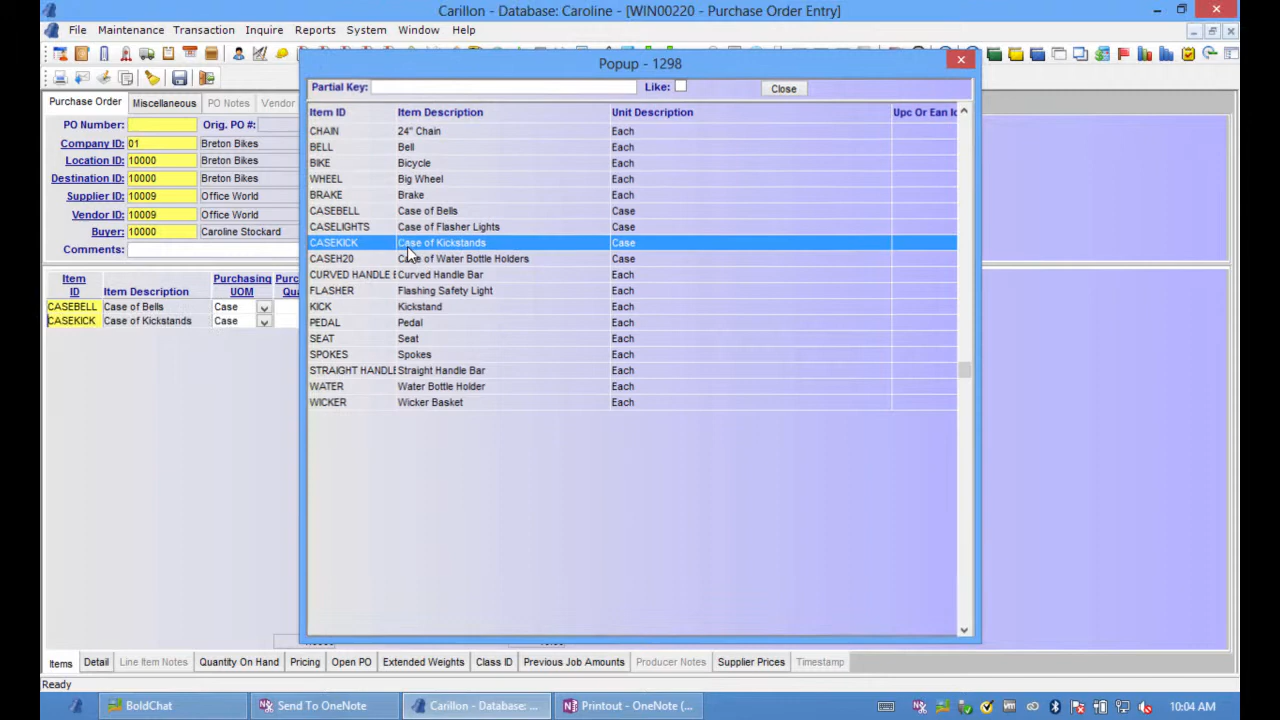 Carillon - Database: Caroline - [WIN00220 - Purchase Order Entry]
File Maintenance Transaction Inquire Reports System Window Help
Popup - 1298
Partial Key: Like: Close
Purchase Order Miscellaneous PO Notes Vendor
PO Number: Orig. PO #:
Company ID: 01 Breton Bikes
Location ID: 10000 Breton Bikes
Destination ID: 10000 Breton Bikes
Supplier ID: 10009 Office World
Vendor ID: 10009 Office World
Buyer: 10000 Caroline Stockard
Comments:
Item ID Item Description Purchasing UOM
CASEBELL Case of Bells Case
CASEKICK Case of Kickstands Case
Item ID Item Description Unit Description Upc Or Ean Ic
CHAIN 24" Chain Each
BELL Bell Each
BIKE Bicycle Each
WHEEL Big Wheel Each
BRAKE Brake Each
CASEBELL Case of Bells Case
CASELIGHTS Case of Flasher Lights Case
CASEKICK Case of Kickstands Case
CASEH20 Case of Water Bottle Holders Case
CURVED HANDLE Curved Handle Bar Each
FLASHER Flashing Safety Light Each
KICK Kickstand Each
PEDAL Pedal Each
SEAT Seat Each
SPOKES Spokes Each
STRAIGHT HANDLE Straight Handle Bar Each
WATER Water Bottle Holder Each
WICKER Wicker Basket Each
Items Detail Line Item Notes Quantity On Hand Pricing Open PO Extended Weights Class ID Previous Job Amounts Producer Notes Supplier Prices Timestamp
Ready
BoldChat Send To OneNote Carillon - Database: ... Printout - OneNote (... 10:04 AM